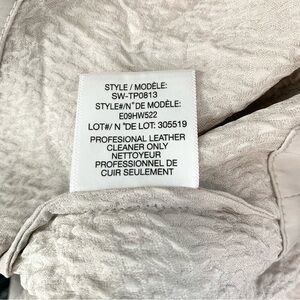 STYLE / MODÈLE:
SW-TP0813
STYLE#/N°DE MODÈLE:
E09HW522
LOT#/ N °DE LOT: 305519
PROFESIONAL LEATHER
CLEANER ONLY
NETTOYEUR
PROFESSIONNEL DE
CUIR SEULEMENT